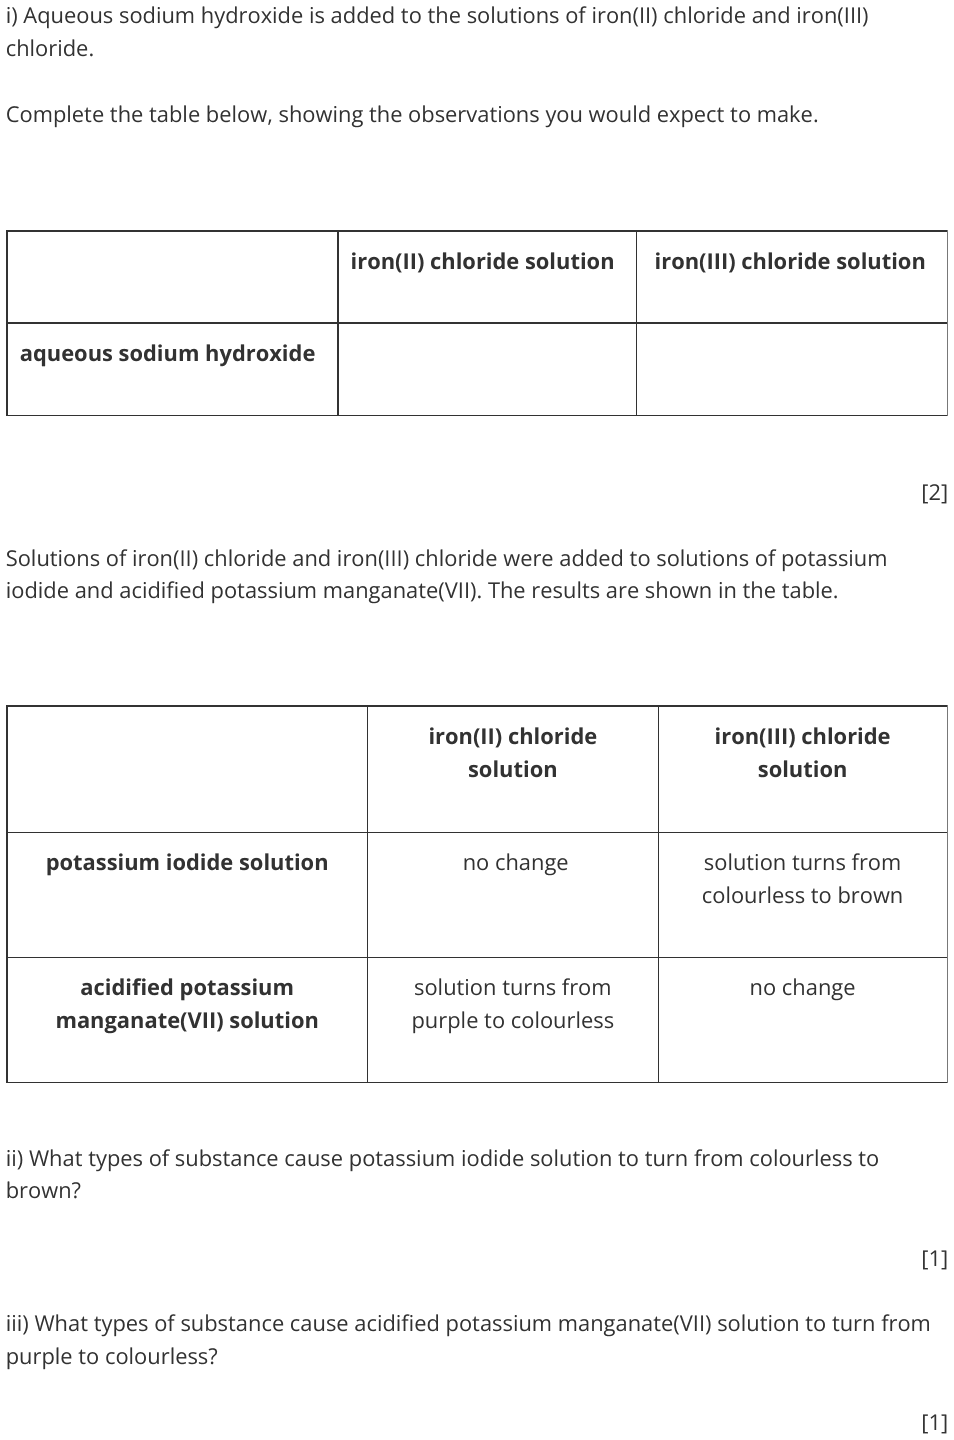 i) Aqueous sodium hydroxide is added to the solutions of iron(II) chloride and iron(III)
chloride.
Complete the table below, showing the observations you would expect to make.
iron(II) chloride solution
iron(III) chloride solution
aqueous sodium hydroxide
[2]
Solutions of iron(II) chloride and iron(III) chloride were added to solutions of potassium
iodide and acidified potassium manganate(VII). The results are shown in the table.
iron(II) chloride
solution
iron(III) chloride
solution
potassium iodide solution
no change
solution turns from
colourless to brown
acidified potassium
manganate(VII) solution
solution turns from
purple to colourless
no change
ii) What types of substance cause potassium iodide solution to turn from colourless to
brown?
[1]
iii) What types of substance cause acidified potassium manganate(VII) solution to turn from
purple to colourless?
[1]